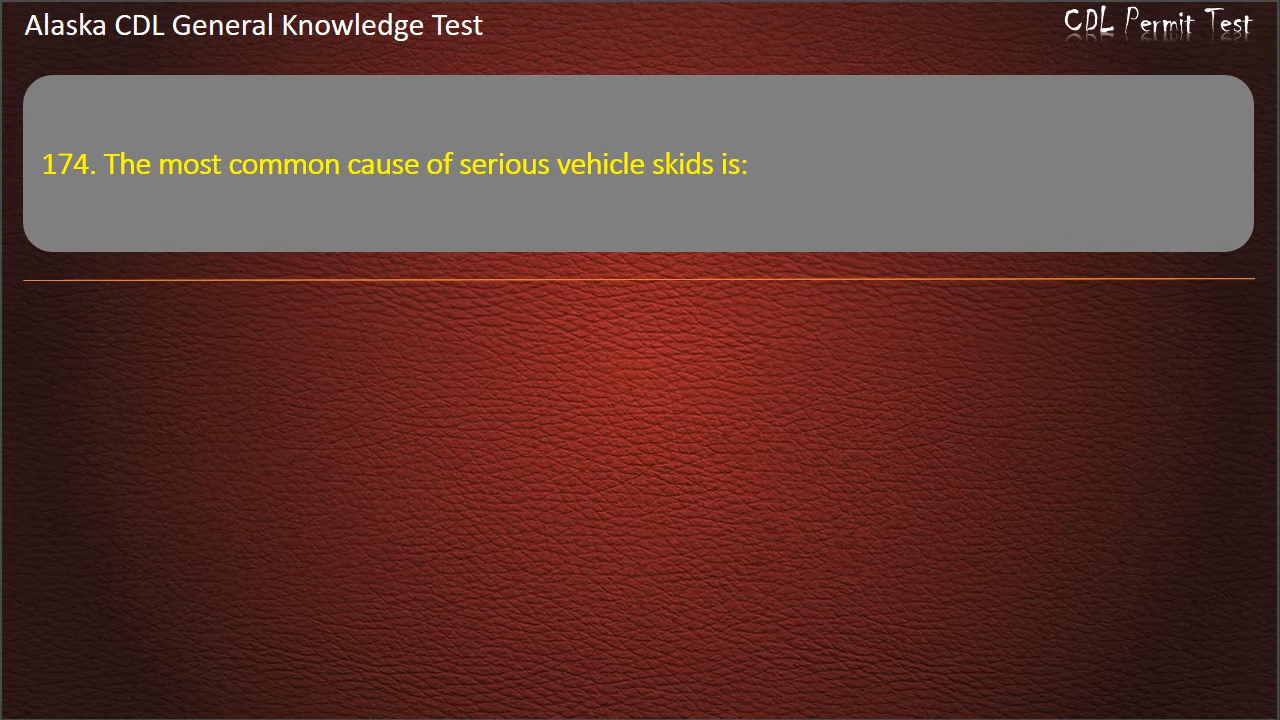 Alaska CDL General Knowledge Test
CDL Permit Test
174. The most common cause of serious vehicle skids is: